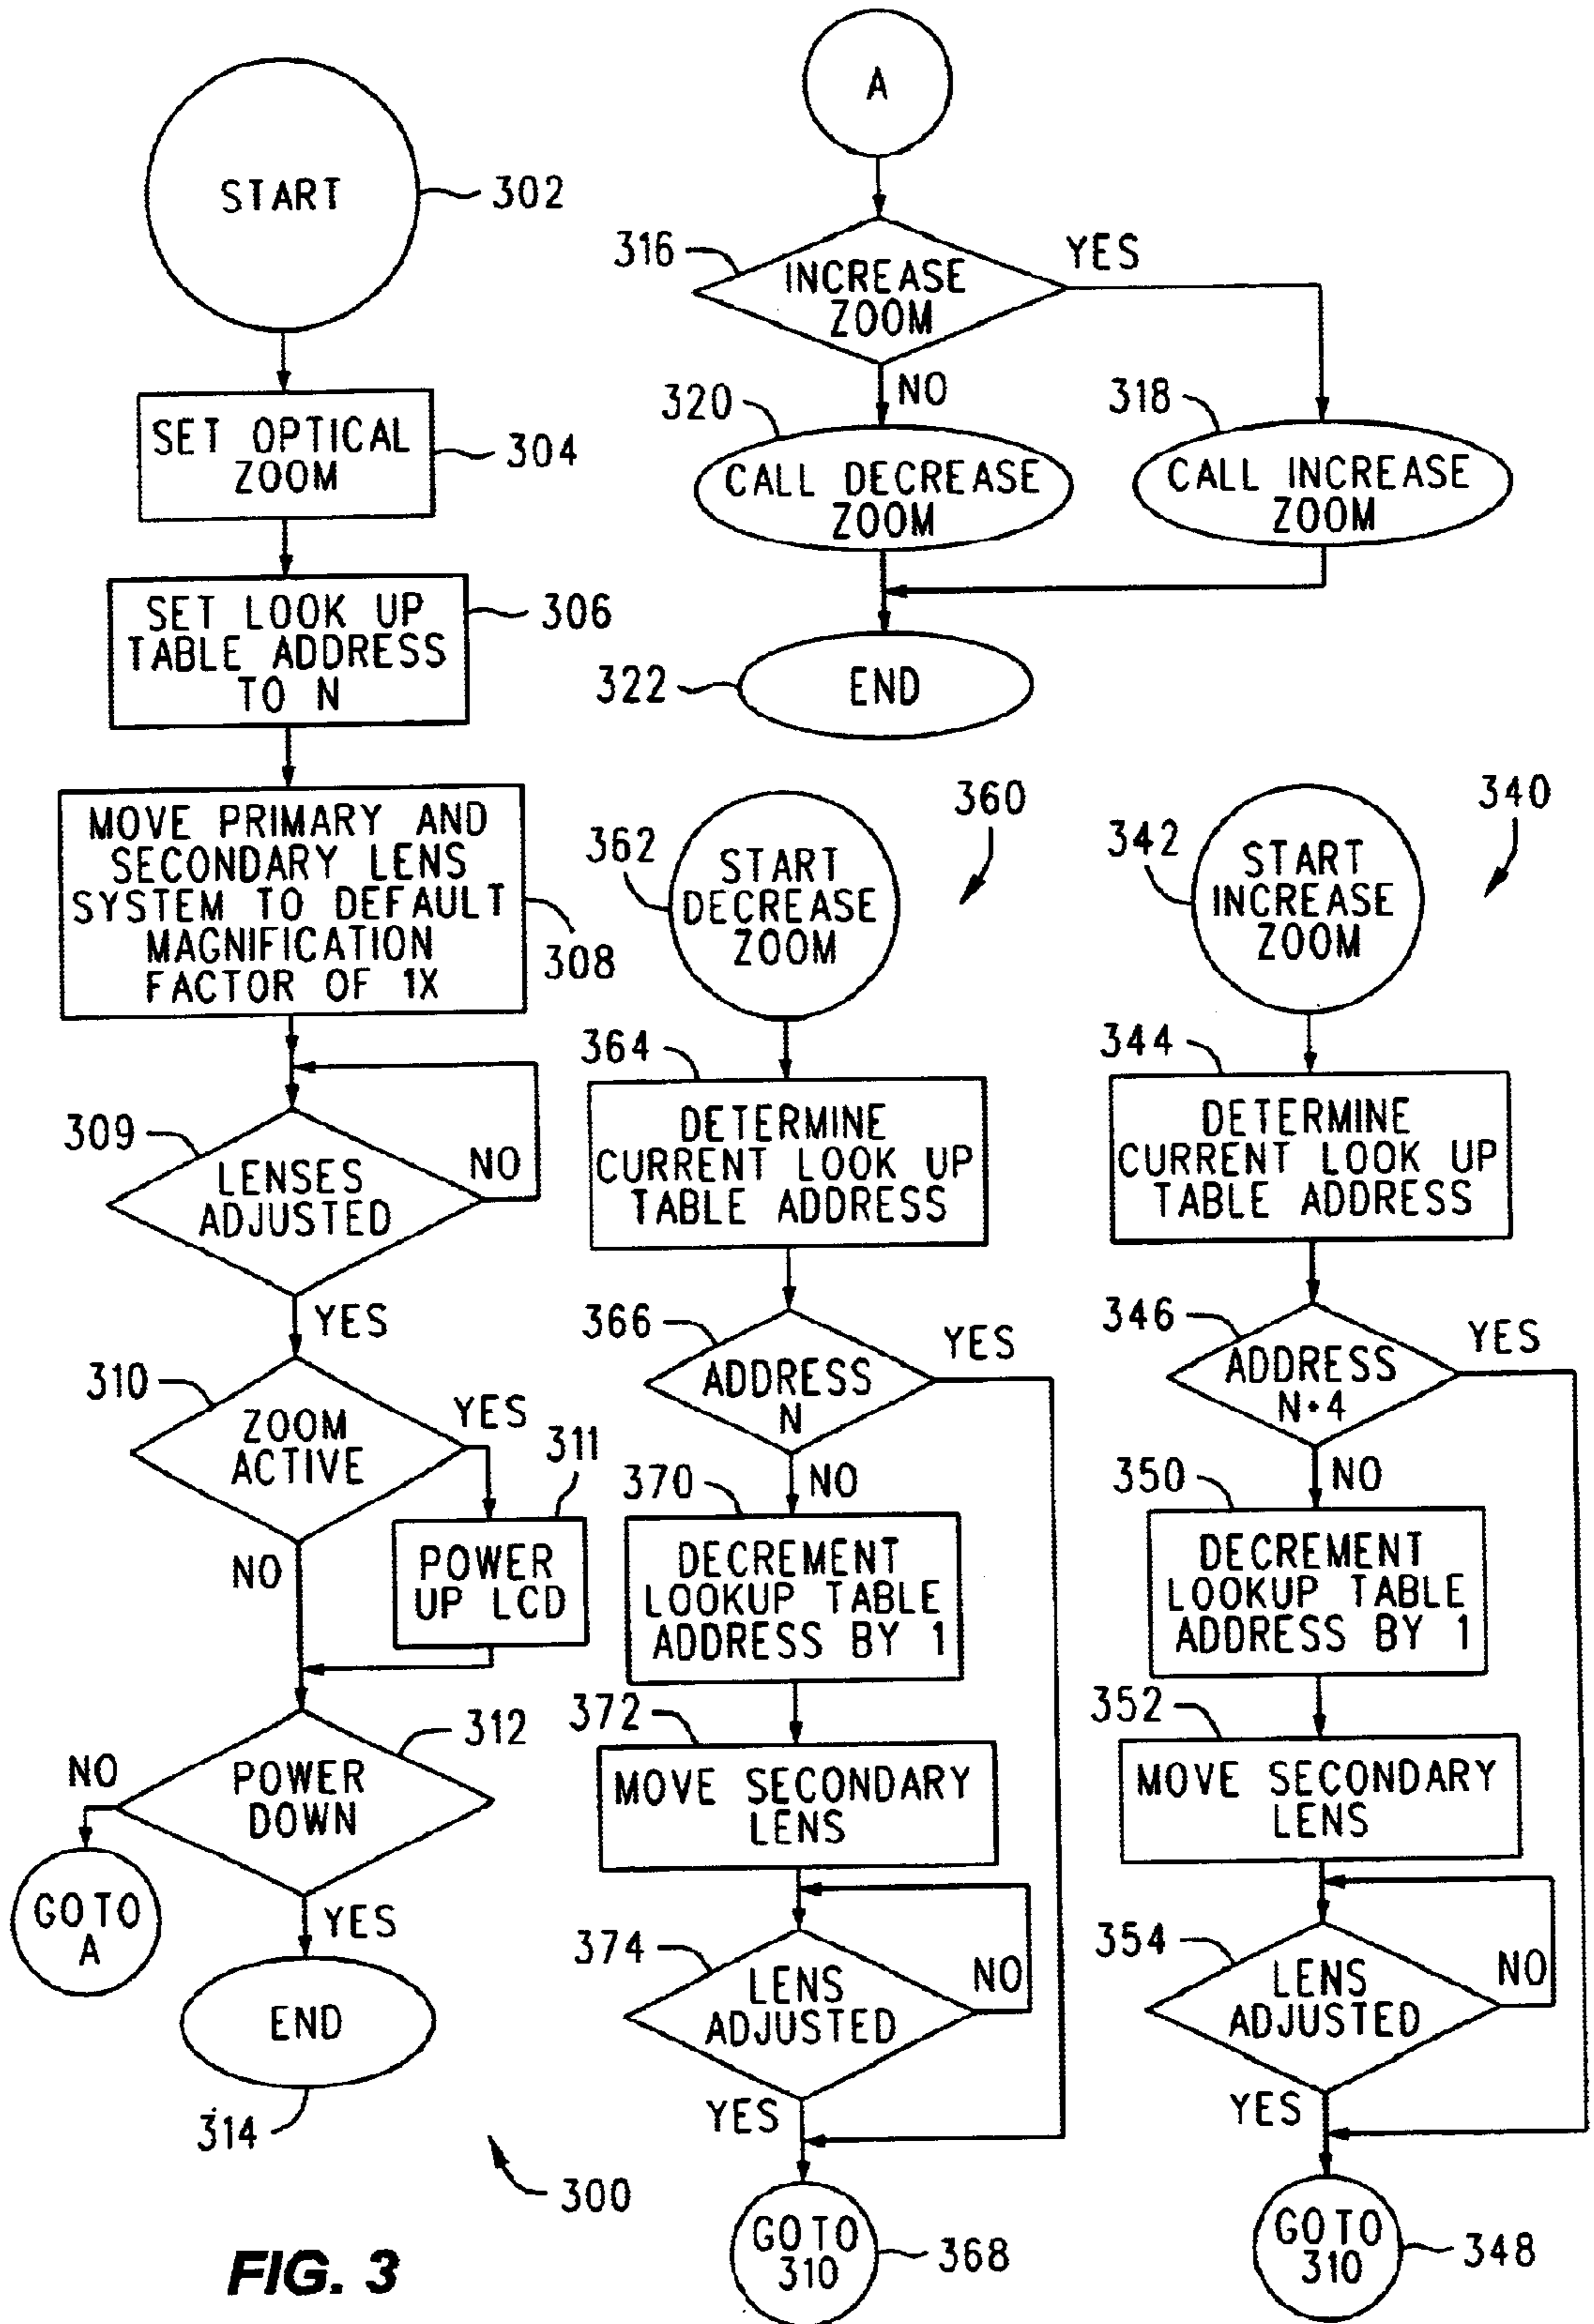 START
302
SET OPTICAL
ZOOM
304
SET LOOK UP
TABLE ADDRESS
TO N
306
MOVE PRIMARY AND
SECONDARY LENS
SYSTEM TO DEFAULT
MAGNIFICATION
FACTOR OF 1X
308
309
LENSES
ADJUSTED
NO
YES
310
ZOOM
ACTIVE
YES
311
NO
POWER
UP LCD
312
POWER
DOWN
NO
GO TO
A
YES
END
314
300
A
316
INCREASE
ZOOM
YES
NO
320
CALL DECREASE
ZOOM
318
CALL INCREASE
ZOOM
322
END
360
362
START
DECREASE
ZOOM
364
DETERMINE
CURRENT LOOK UP
TABLE ADDRESS
366
ADDRESS
N
YES
NO
370
DECREMENT
LOOKUP TABLE
ADDRESS BY 1
372
MOVE SECONDARY
LENS
374
LENS
ADJUSTED
NO
YES
GO TO
310
368
340
342
START
INCREASE
ZOOM
344
DETERMINE
CURRENT LOOK UP
TABLE ADDRESS
346
ADDRESS
N+4
YES
NO
350
DECREMENT
LOOKUP TABLE
ADDRESS BY 1
352
MOVE SECONDARY
LENS
354
LENS
ADJUSTED
NO
YES
GO TO
310
348
FIG. 3